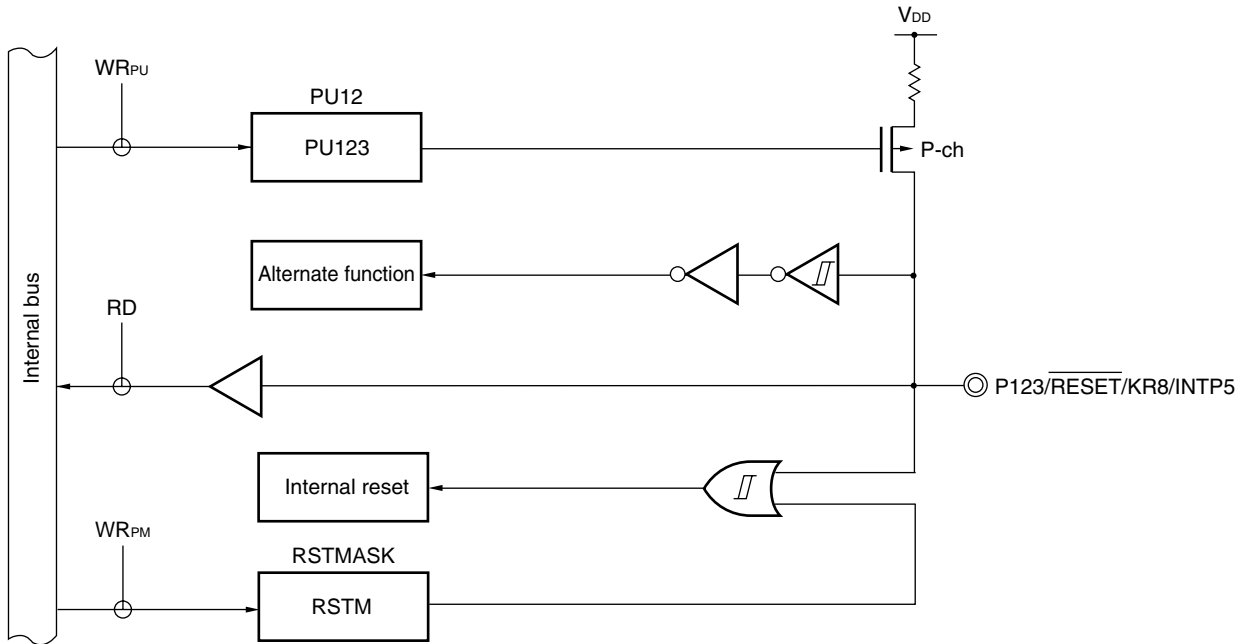 VDD
WRPU
PU12
PU123
P-ch
Alternate function
Internal bus
RD
P123/RESET/KR8/INTP5
Internal reset
WRPM
RSTMASK
RSTM